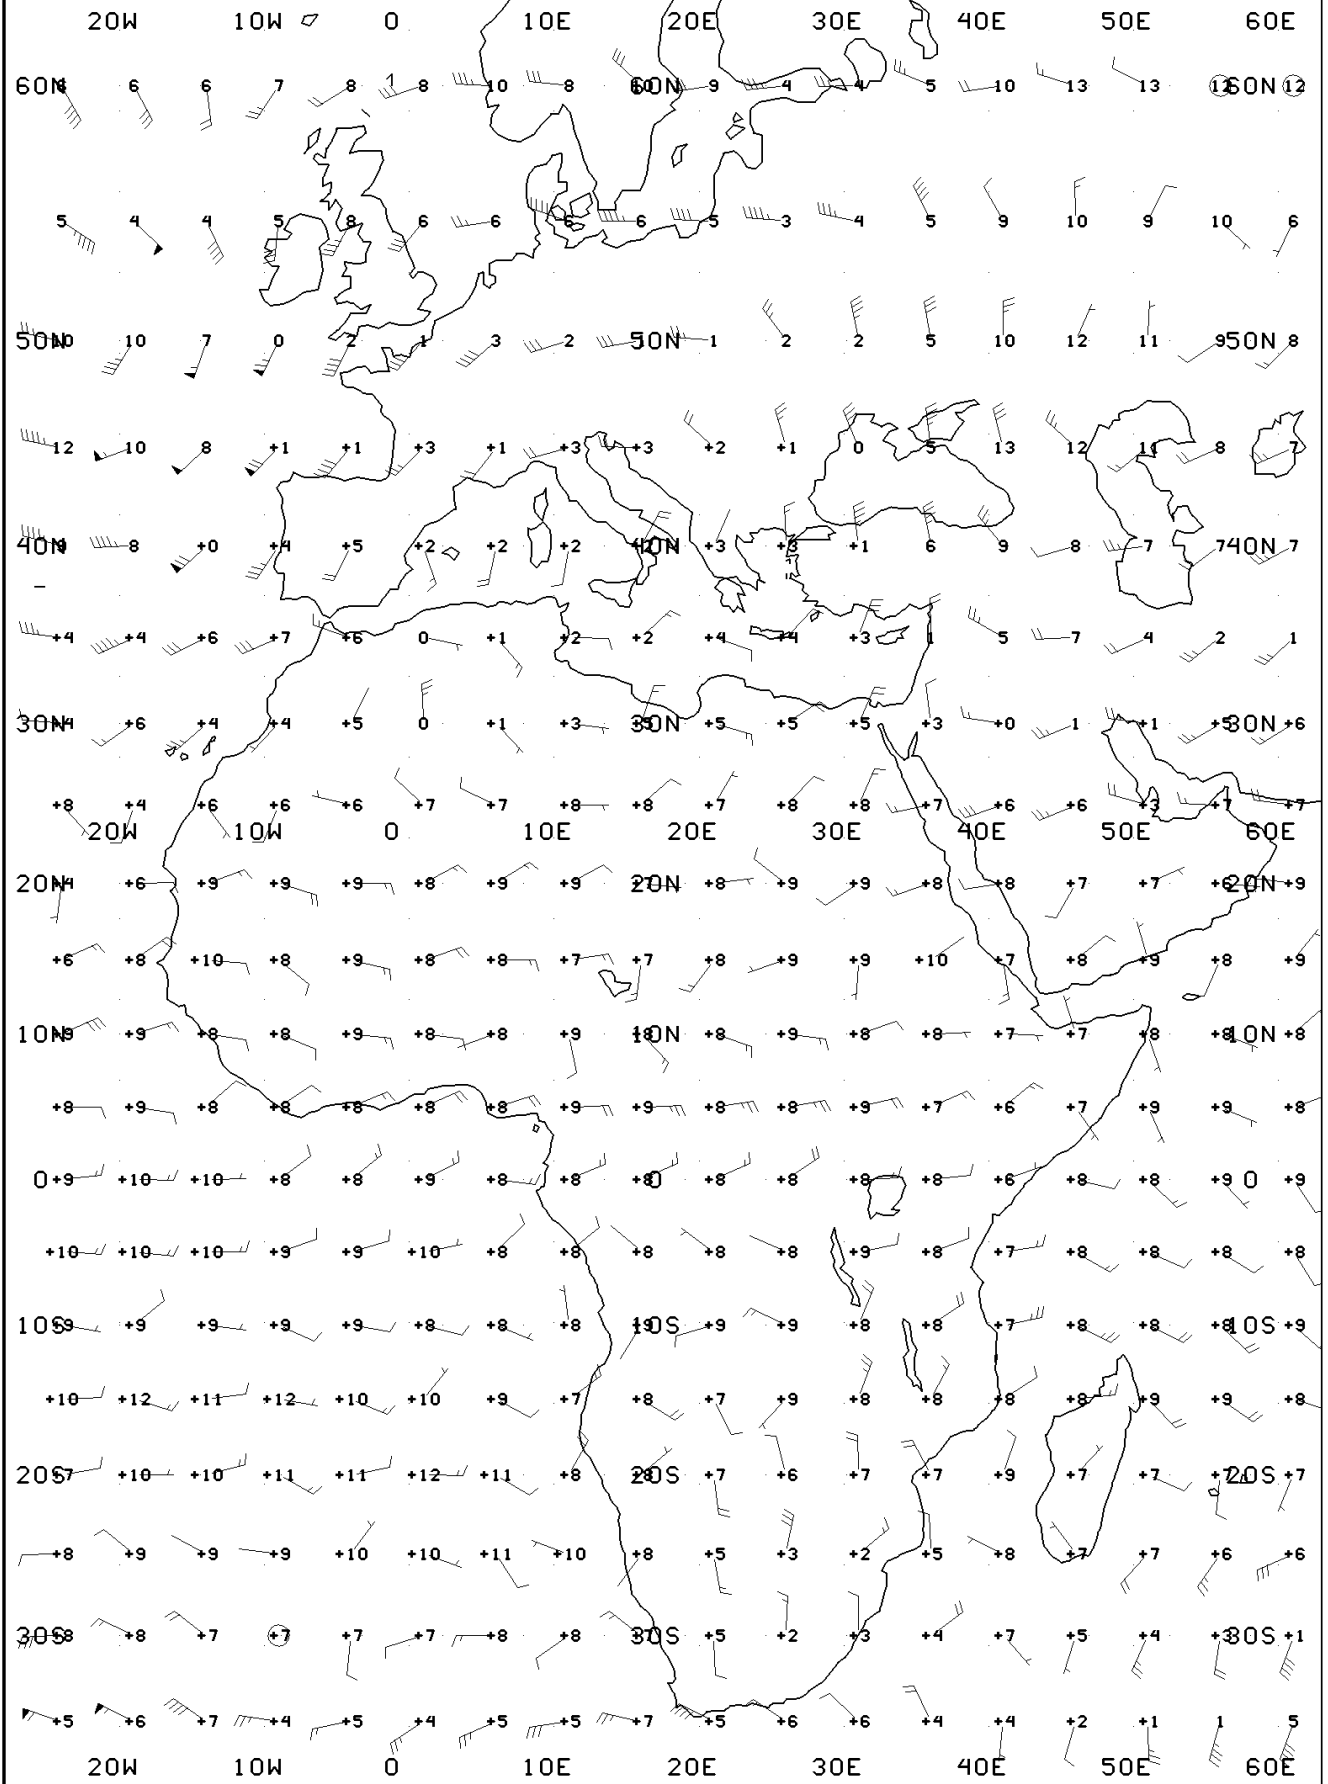 20W 10W 0 10E 20E 30E 40E 50E 60E
60N 6 6 7 8 1 8 10 8 60N 9 4 4 5 10 13 13 12 60N 12
5 4 4 5 8 6 6 6 6 5 3 4 5 9 10 9 10 6
50N 10 7 0 2 1 3 2 50N 1 2 2 5 10 12 11 9 50N 8
12 10 8 +1 +1 +3 +1 +3 +3 +2 +1 0 5 13 12 11 8 7
40N 8 +0 +4 +5 +2 +2 +2 40N +3 +3 +1 6 9 8 7 7 40N 7
+4 +4 +6 +7 +6 0 +1 +2 +2 +4 +4 +3 1 5 7 4 2 1
30N +6 +4 +4 +5 0 +1 +3 30N +5 +5 +5 +3 +0 1 +1 +5 30N +6
+8 +4 +6 +6 +6 +7 +7 +8 +8 +7 +8 +8 +7 +6 +6 +3 +7 +7
20W 10W 0 10E 20E 30E 40E 50E 60E
20N +6 +9 +9 +9 +8 +9 +9 20N +8 +9 +9 +8 +8 +7 +7 +6 20N +9
+6 +8 +10 +8 +9 +8 +8 +7 +7 +8 +9 +9 +10 +7 +8 +9 +8 +9
10N +9 +8 +8 +9 +8 +8 +9 10N +8 +9 +8 +8 +7 +7 +8 +8 10N +8
+8 +9 +8 +8 +8 +8 +8 +9 +9 +8 +8 +9 +7 +6 +7 +9 +9 +8
0 +9 +10 +10 +8 +8 +9 +8 +8 +8 0 +8 +8 +8 +8 +6 +8 +8 +9 0 +9
+10 +10 +10 +9 +9 +10 +8 +8 +8 +8 +8 +9 +8 +7 +8 +8 +8 +8
10S +9 +9 +9 +9 +8 +8 +8 10S +9 +9 +8 +8 +7 +8 +8 +8 10S +9
+10 +12 +11 +12 +10 +10 +9 +7 +8 +7 +9 +8 +8 +8 +8 +9 +9 +8
20S +10 +10 +11 +11 +12 +11 +8 20S +7 +6 +7 +7 +9 +7 +7 +7 20S +7
+8 +9 +9 +9 +10 +10 +11 +10 +8 +5 +3 +2 +5 +8 +7 +7 +6 +6
30S +8 +7 +7 +7 +7 +8 +8 30S +5 +2 +3 +4 +7 +5 +4 +3 30S +1
+5 +6 +7 +4 +5 +4 +5 +5 +7 +5 +6 +6 +4 +4 +2 +1 1 5
20W 10W 0 10E 20E 30E 40E 50E 60E